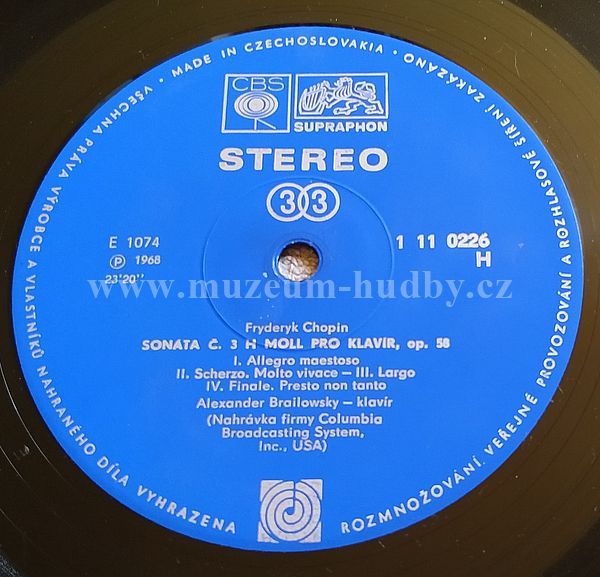 VŠECHNA PRÁVA VÝROBCE A VLASTNÍKŮ NAHRANÉHO DÍLA VYHRAZENA
• MADE IN CZECHOSLOVAKIA •
ROZMNOŽOVÁNÍ, VEŘEJNÉ PROVOZOVÁNÍ A ROZHLASOVÉ ŠÍŘENÍ ZAKÁZÁNO
CBS
SUPRAPHON
STEREO
33
E 1074
℗ 1968
23'20''
1 11 0226
H
www.muzeum-hudby.cz
Fryderyk Chopin
SONATA Č. 3 H MOLL PRO KLAVÍR, op. 58
I. Allegro maestoso
II. Scherzo. Molto vivace – III. Largo
IV. Finale. Presto non tanto
Alexander Brailowsky – klavír
(Nahrávka firmy Columbia
Broadcasting System,
Inc., USA)